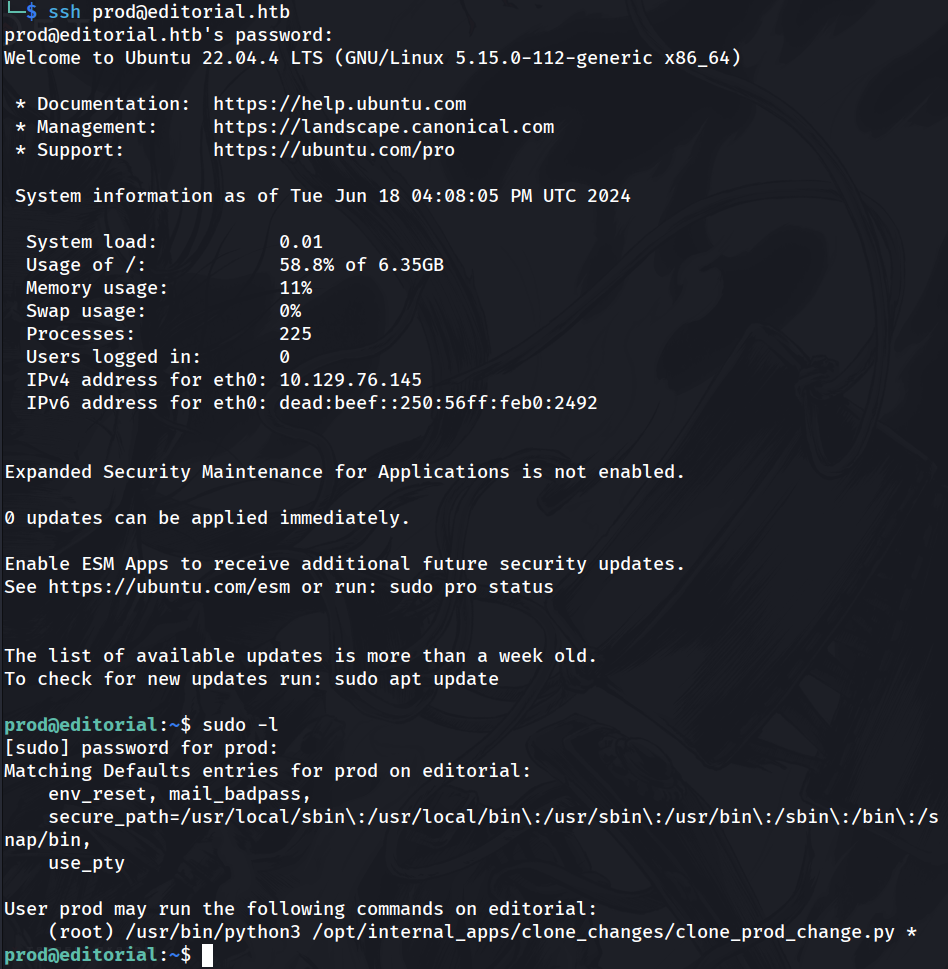 └─$ ssh prod@editorial.htb
prod@editorial.htb's password:
Welcome to Ubuntu 22.04.4 LTS (GNU/Linux 5.15.0-112-generic x86_64)

 * Documentation:  https://help.ubuntu.com
 * Management:     https://landscape.canonical.com
 * Support:        https://ubuntu.com/pro

 System information as of Tue Jun 18 04:08:05 PM UTC 2024

  System load:           0.01
  Usage of /:            58.8% of 6.35GB
  Memory usage:          11%
  Swap usage:            0%
  Processes:             225
  Users logged in:       0
  IPv4 address for eth0: 10.129.76.145
  IPv6 address for eth0: dead:beef::250:56ff:feb0:2492


Expanded Security Maintenance for Applications is not enabled.

0 updates can be applied immediately.

Enable ESM Apps to receive additional future security updates.
See https://ubuntu.com/esm or run: sudo pro status


The list of available updates is more than a week old.
To check for new updates run: sudo apt update

prod@editorial:~$ sudo -l
[sudo] password for prod:
Matching Defaults entries for prod on editorial:
    env_reset, mail_badpass,
    secure_path=/usr/local/sbin\:/usr/local/bin\:/usr/sbin\:/usr/bin\:/sbin\:/bin\:/s
nap/bin,
    use_pty

User prod may run the following commands on editorial:
    (root) /usr/bin/python3 /opt/internal_apps/clone_changes/clone_prod_change.py *
prod@editorial:~$